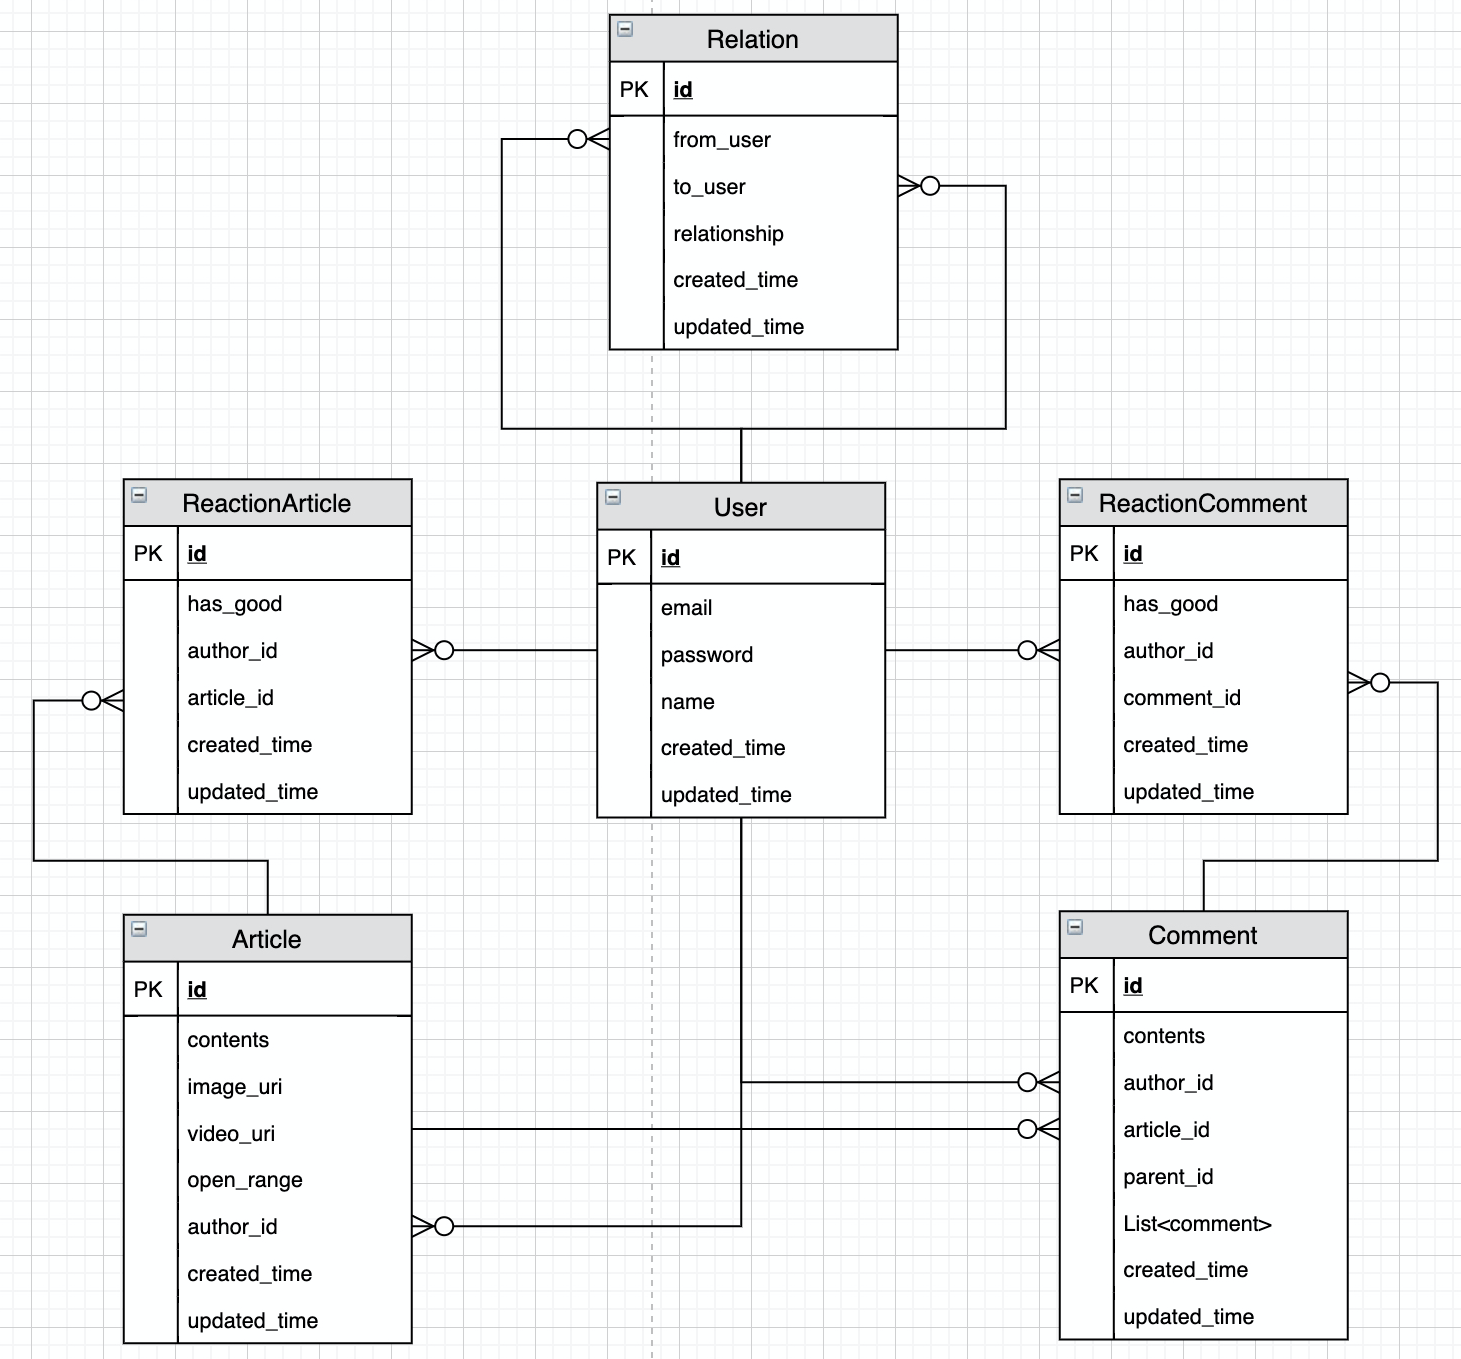 Relation
PK id
from_user
to_user
relationship
created_time
updated_time
ReactionArticle
PK id
has_good
author_id
article_id
created_time
updated_time
User
PK id
email
password
name
created_time
updated_time
ReactionComment
PK id
has_good
author_id
comment_id
created_time
updated_time
Article
PK id
contents
image_uri
video_uri
open_range
author_id
created_time
updated_time
Comment
PK id
contents
author_id
article_id
parent_id
List<comment>
created_time
updated_time